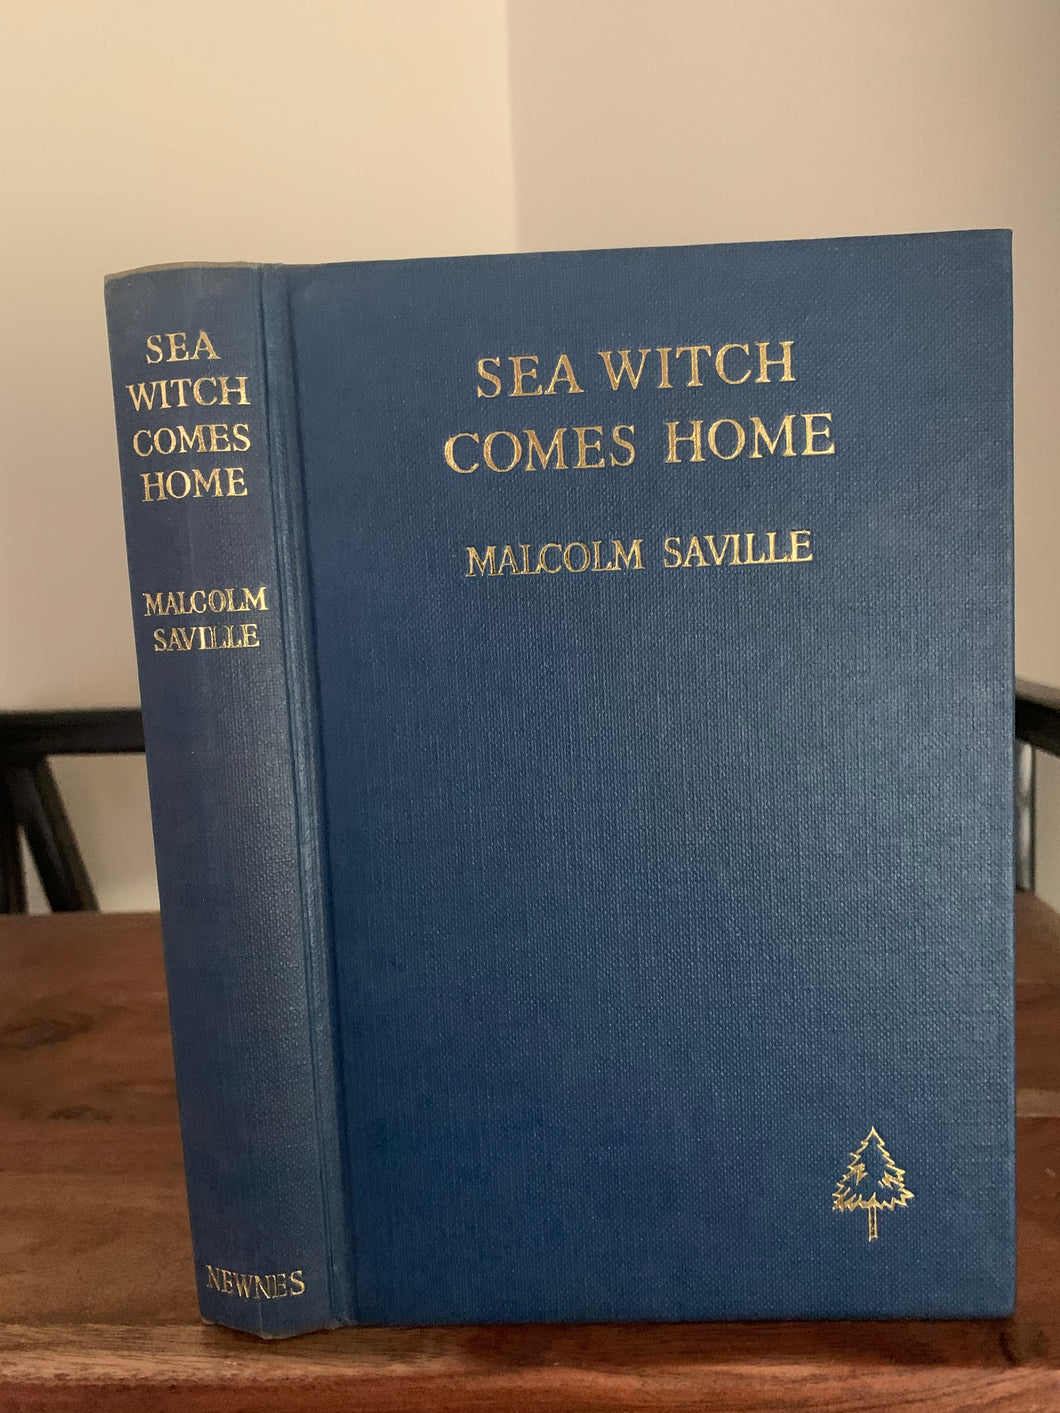 SEA
WITCH
COMES
HOME
MALCOLM
SAVILLE
NEWNES
SEA WITCH
COMES HOME
MALCOLM SAVILLE